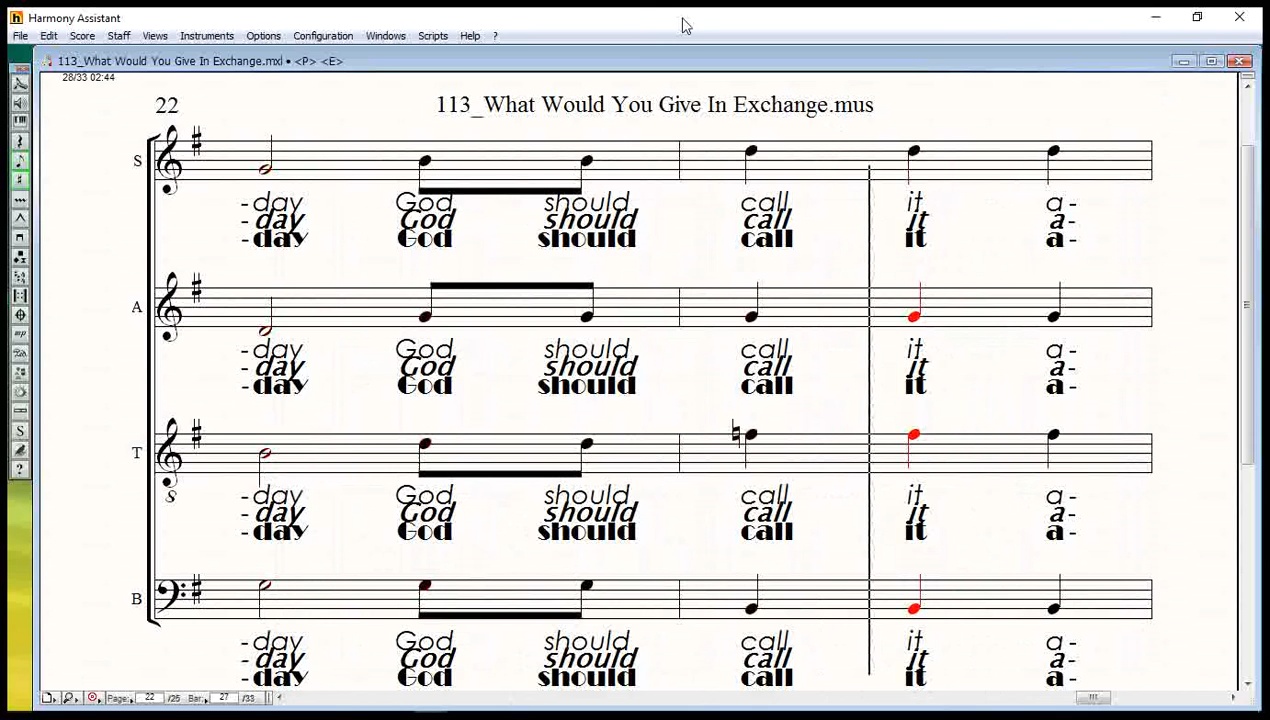 Harmony Assistant
File Edit Score Staff Views Instruments Options Configuration Windows Scripts Help ?
113_What Would You Give In Exchange.mxl • <P> <E>
28/33 02:44
22 113_What Would You Give In Exchange.mus
S
-day God should call it a-
-day God should call it a-
-day God should call it a-
A
-day God should call it a-
-day God should call it a-
-day God should call it a-
T
8
-day God should call it a-
-day God should call it a-
-day God should call it a-
B
-day God should call it a-
-day God should call it a-
-day God should call it a-
Page: 22 /25 Bar: 27 /33